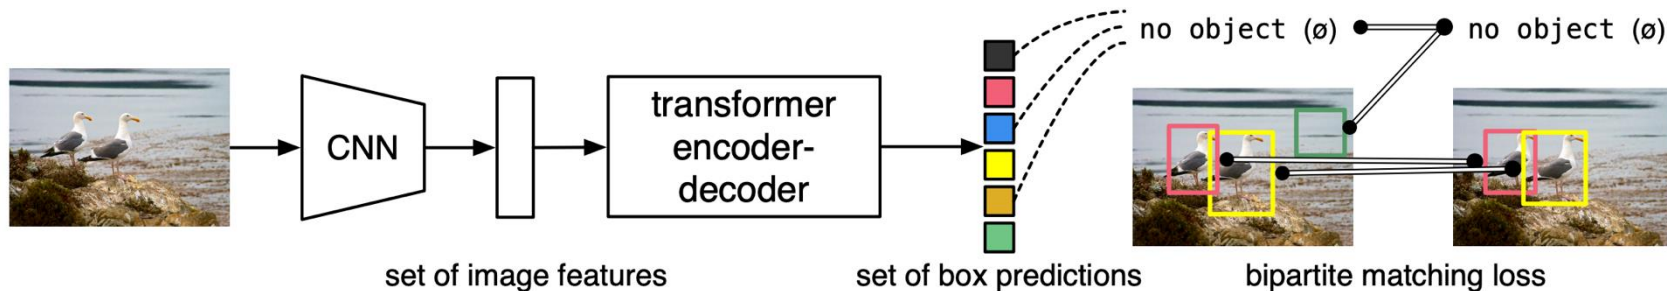 no object (ø)
no object (ø)
CNN
transformer
encoder-
decoder
set of image features
set of box predictions
bipartite matching loss